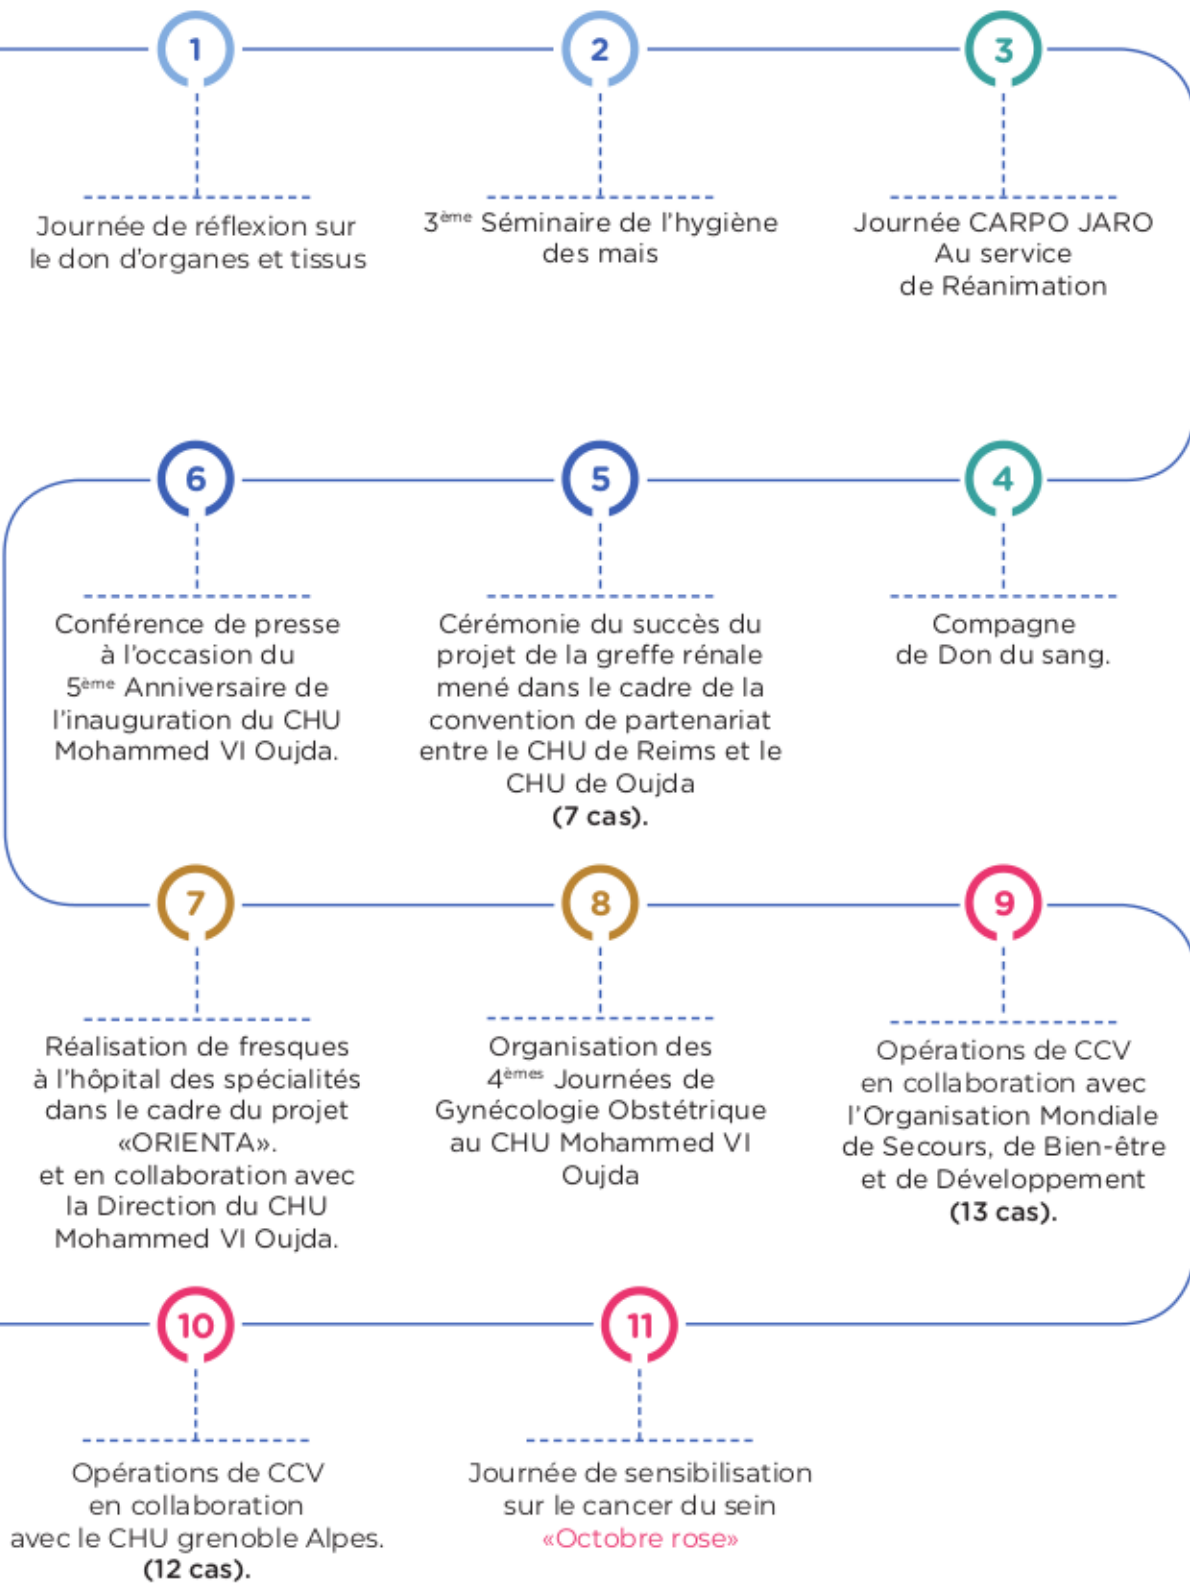 1
Journée de réflexion sur
le don d'organes et tissus
2
3ème Séminaire de l'hygiène
des mais
3
Journée CARPO JARO
Au service
de Réanimation
4
Compagne
de Don du sang.
5
Cérémonie du succès du
projet de la greffe rénale
mené dans le cadre de la
convention de partenariat
entre le CHU de Reims et le
CHU de Oujda
(7 cas).
6
Conférence de presse
à l'occasion du
5ème Anniversaire de
l'inauguration du CHU
Mohammed VI Oujda.
7
Réalisation de fresques
à l'hôpital des spécialités
dans le cadre du projet
«ORIENTA».
et en collaboration avec
la Direction du CHU
Mohammed VI Oujda.
8
Organisation des
4èmes Journées de
Gynécologie Obstétrique
au CHU Mohammed VI
Oujda
9
Opérations de CCV
en collaboration avec
l'Organisation Mondiale
de Secours, de Bien-être
et de Développement
(13 cas).
10
Opérations de CCV
en collaboration
avec le CHU grenoble Alpes.
(12 cas).
11
Journée de sensibilisation
sur le cancer du sein
«Octobre rose»